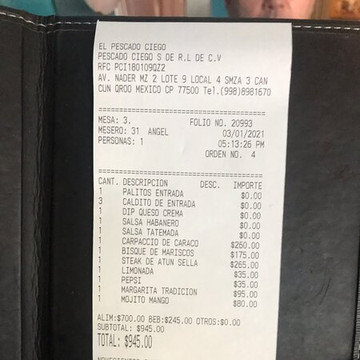 EL PESCADO CIEGO
PESCADO CIEGO S DE R.L DE C.V
RFC PCI180109QZ2
AV. NADER MZ 2 LOTE 9 LOCAL 4 SMZA 3 CAN
CUN QROO MEXICO CP 77500 Tel.(998)8981670
========================================
MESA: 3. FOLIO NO. 20993
MESERO: 31 ANGEL 03/01/2021
PERSONAS: 1 05:13:26 PM
ORDEN NO. 4
========================================
CANT. DESCRIPCION DESC. IMPORTE
1 PALITOS ENTRADA $0.00
3 CALDITO DE ENTRADA $0.00
1 DIP QUESO CREMA $0.00
1 SALSA HABANERO $0.00
1 SALSA TATEMADA $0.00
1 CARPACCIO DE CARACO $260.00
1 BISQUE DE MARISCOS $175.00
1 STEAK DE ATUN SELLA $265.00
1 LIMONADA $35.00
1 PEPSI $35.00
1 MARGARITA TRADICION $95.00
1 MOJITO MANGO $80.00
ALIM:$700.00 BEB:$245.00 OTROS:$0.00
SUBTOTAL: $945.00
TOTAL: $945.00